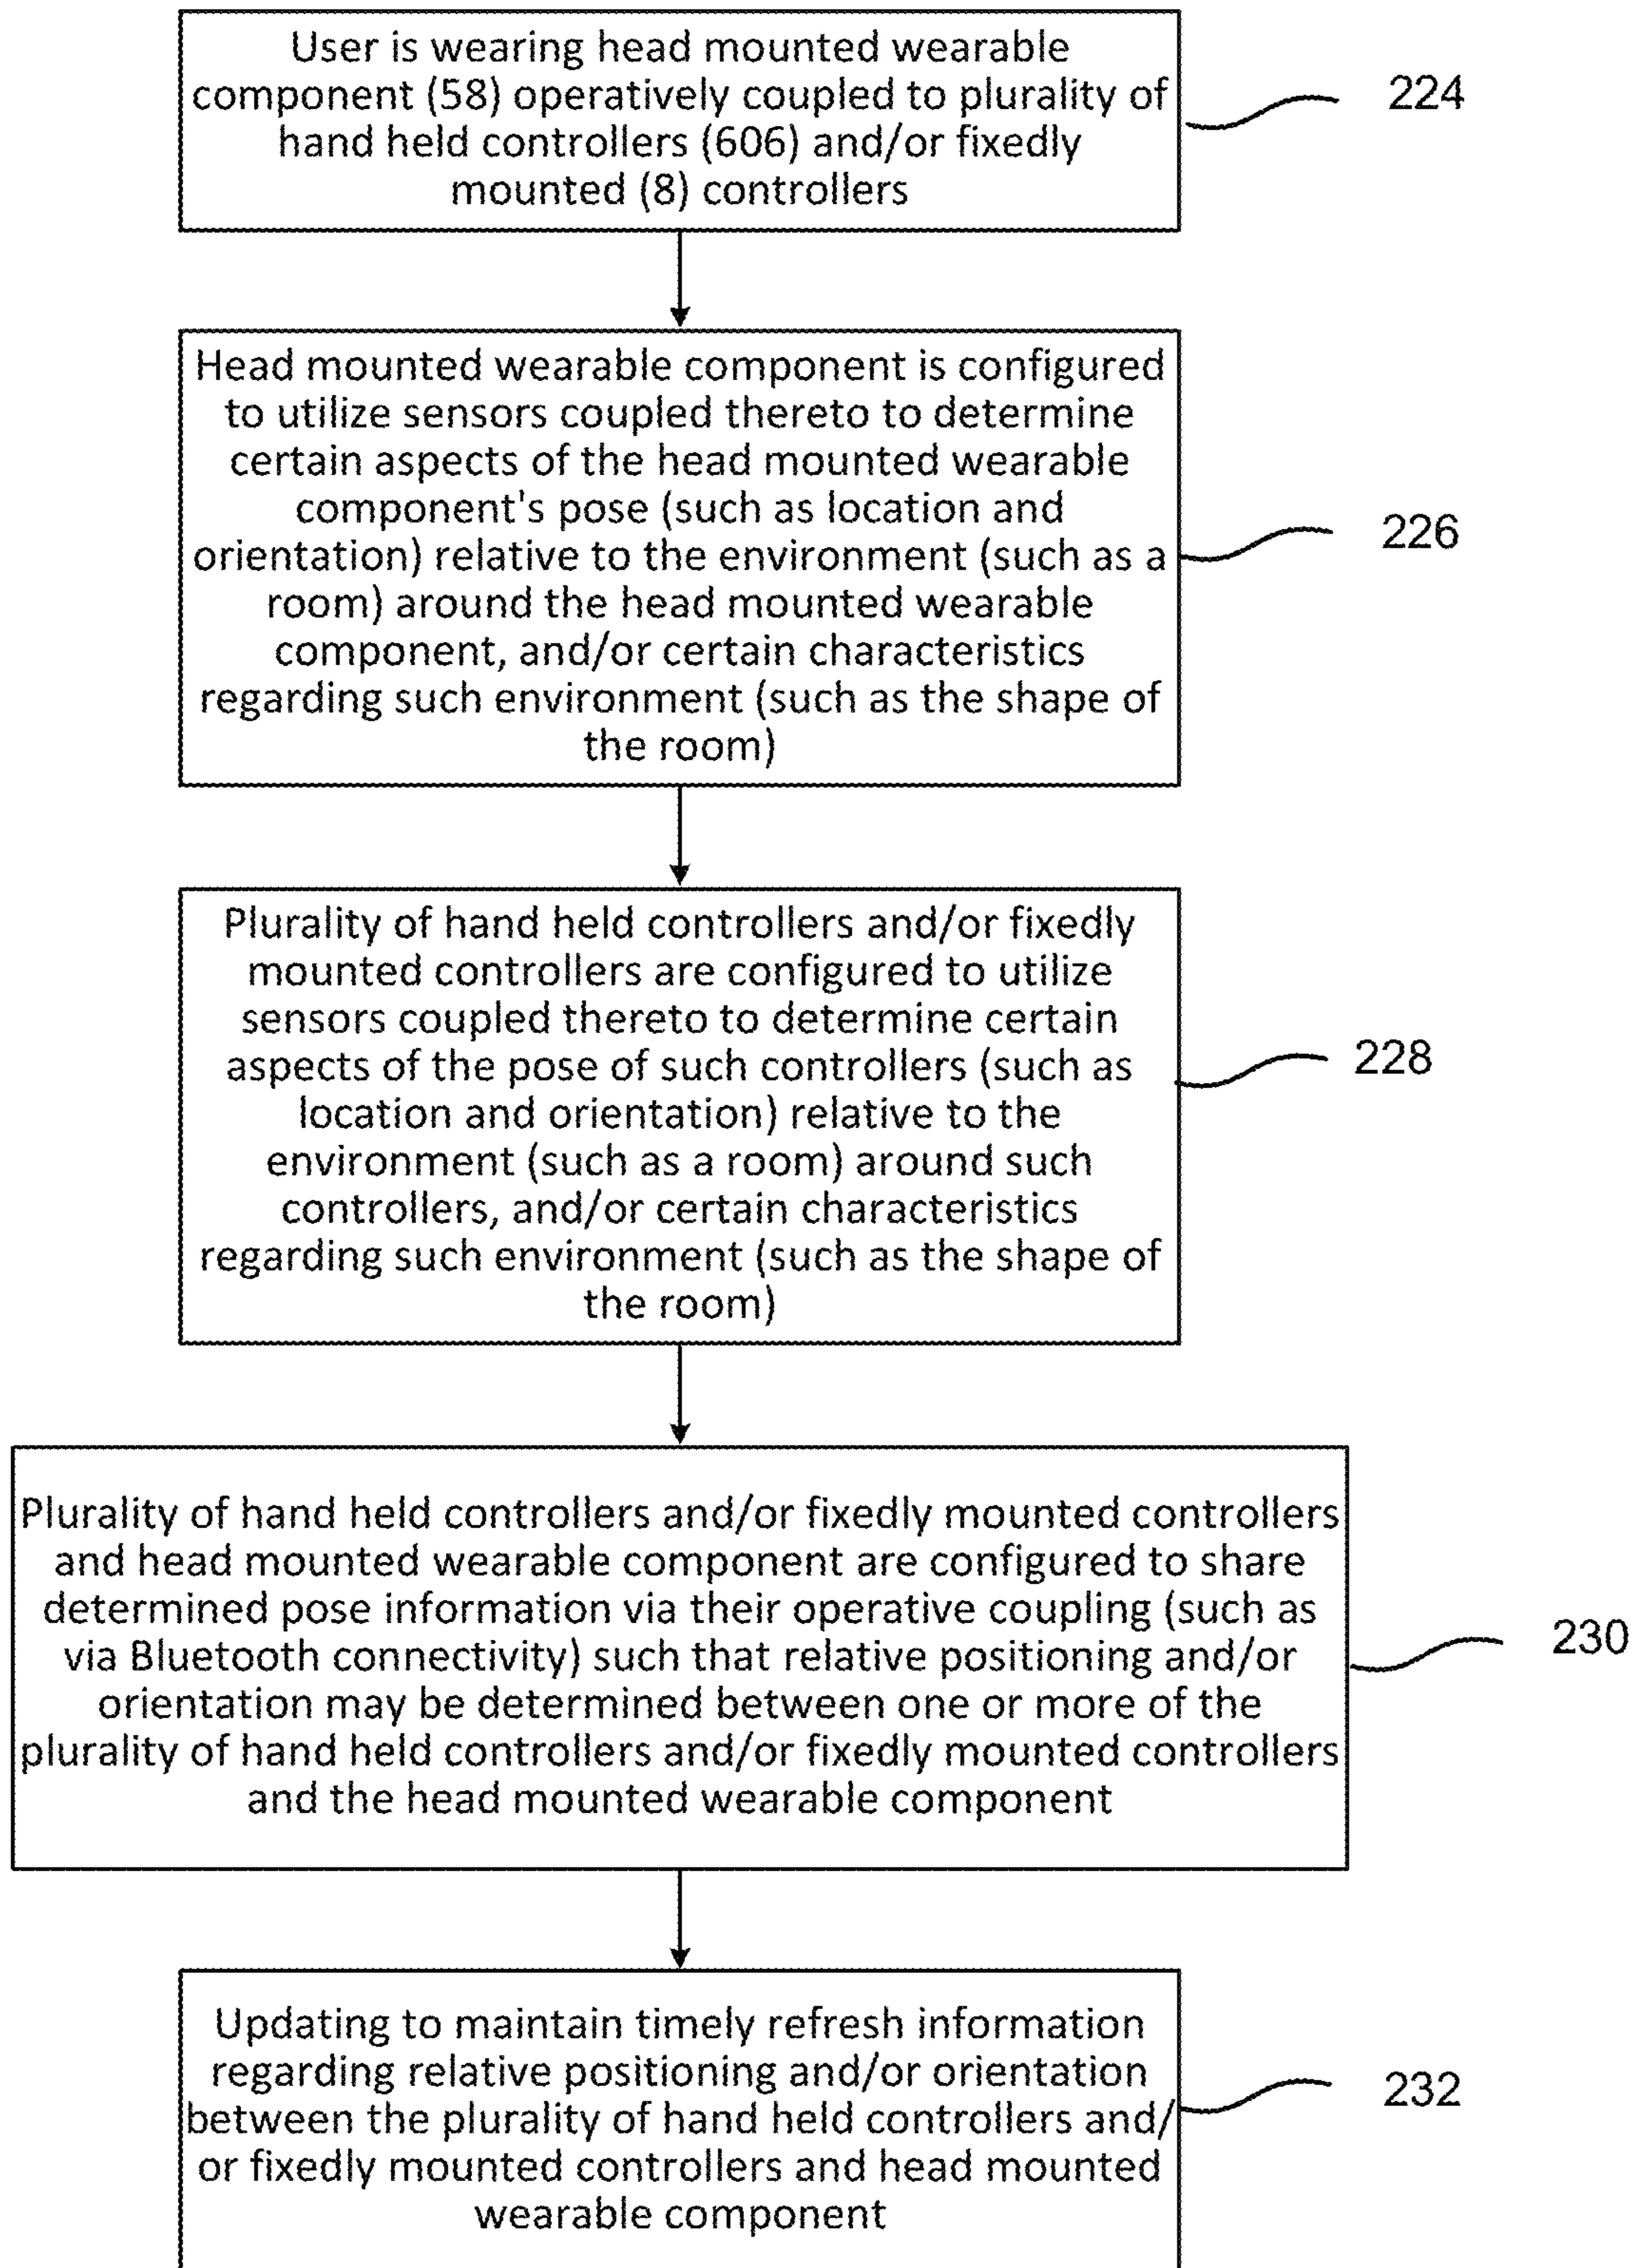 User is wearing head mounted wearable
component (58) operatively coupled to plurality of
hand held controllers (606) and/or fixedly
mounted (8) controllers
224
Head mounted wearable component is configured
to utilize sensors coupled thereto to determine
certain aspects of the head mounted wearable
component's pose (such as location and
orientation) relative to the environment (such as a
room) around the head mounted wearable
component, and/or certain characteristics
regarding such environment (such as the shape of
the room)
226
Plurality of hand held controllers and/or fixedly
mounted controllers are configured to utilize
sensors coupled thereto to determine certain
aspects of the pose of such controllers (such as
location and orientation) relative to the
environment (such as a room) around such
controllers, and/or certain characteristics
regarding such environment (such as the shape of
the room)
228
Plurality of hand held controllers and/or fixedly mounted controllers
and head mounted wearable component are configured to share
determined pose information via their operative coupling (such as
via Bluetooth connectivity) such that relative positioning and/or
orientation may be determined between one or more of the
plurality of hand held controllers and/or fixedly mounted controllers
and the head mounted wearable component
230
Updating to maintain timely refresh information
regarding relative positioning and/or orientation
between the plurality of hand held controllers and/
or fixedly mounted controllers and head mounted
wearable component
232